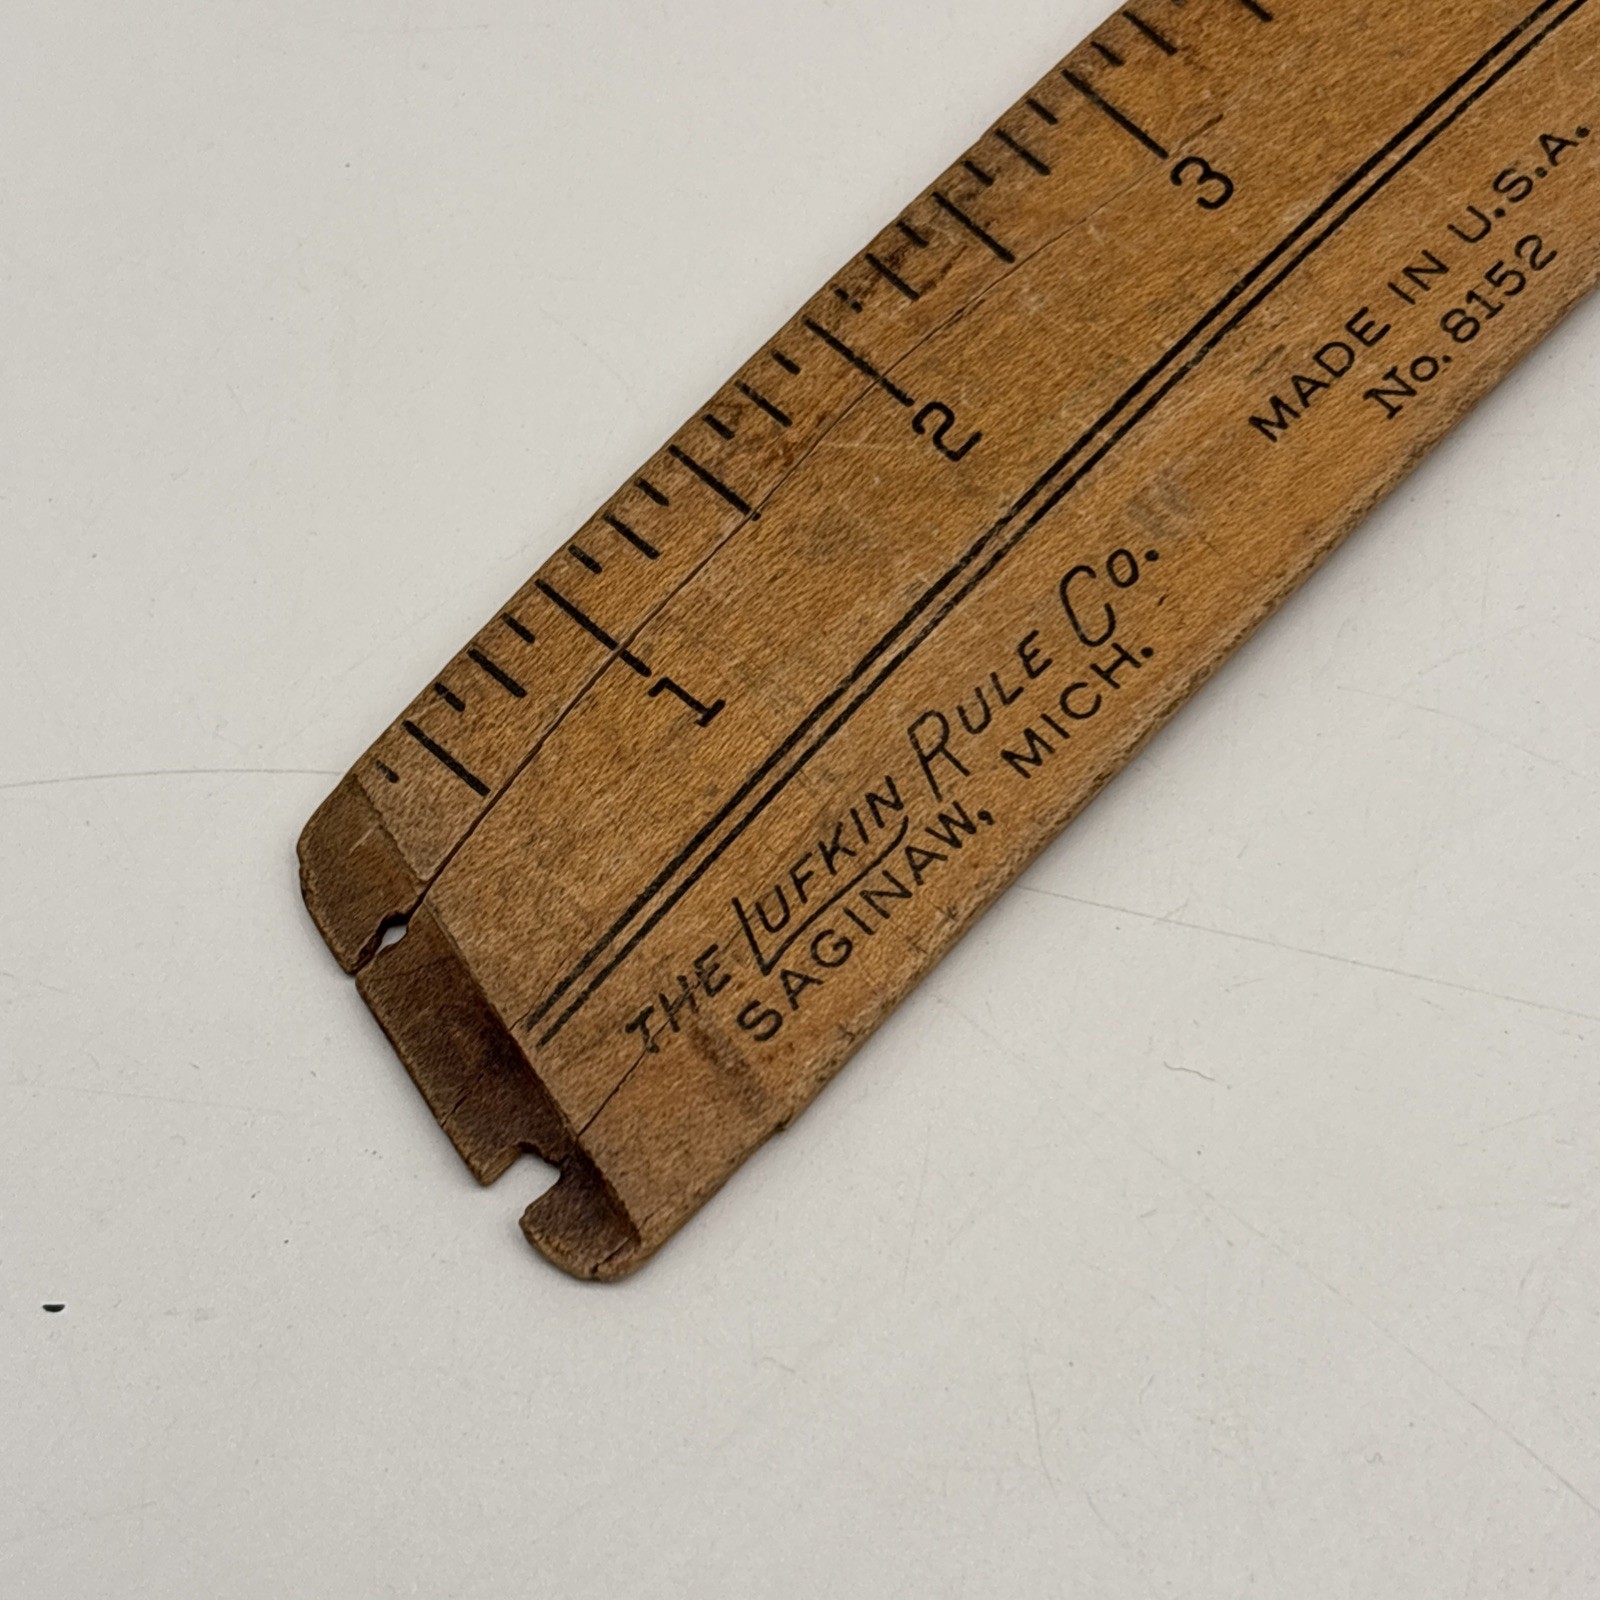 1 2 3
THE LUFKIN RULE Co.
SAGINAW, MICH.
MADE IN U.S.A.
No. 8152